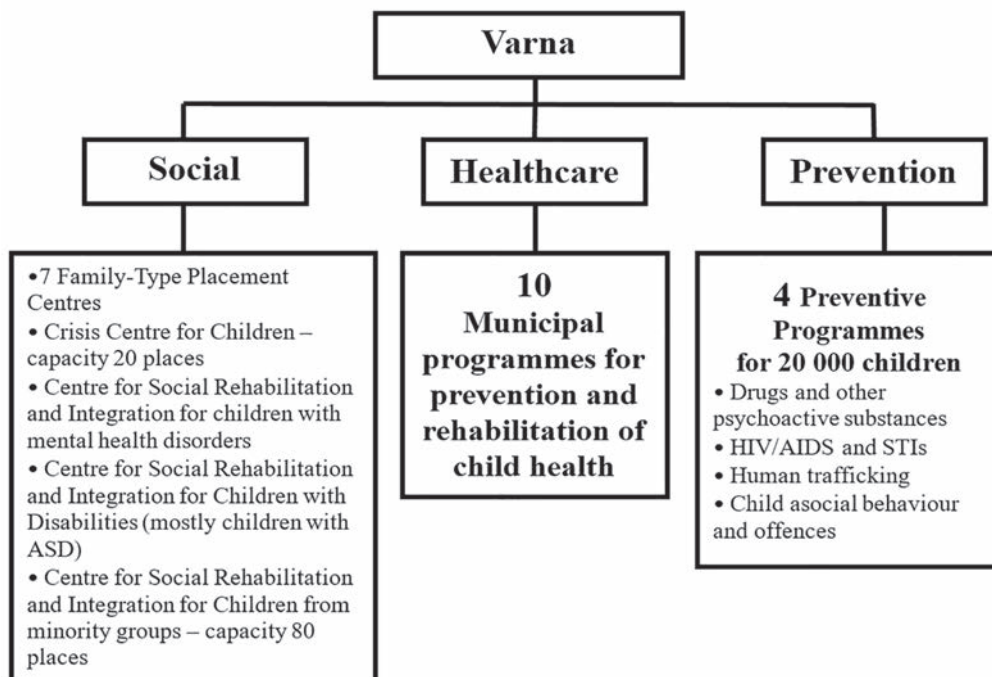 Varna
Social
Healthcare
Prevention
•7 Family-Type Placement
Centres
• Crisis Centre for Children –
capacity 20 places
• Centre for Social Rehabilitation
and Integration for children with
mental health disorders
• Centre for Social Rehabilitation
and Integration for Children with
Disabilities (mostly children with
ASD)
• Centre for Social Rehabilitation
and Integration for Children from
minority groups – capacity 80
places
10
Municipal
programmes for
prevention and
rehabilitation of
child health
4 Preventive
Programmes
for 20 000 children
• Drugs and other
psychoactive substances
• HIV/AIDS and STIs
• Human trafficking
• Child asocial behaviour
and offences